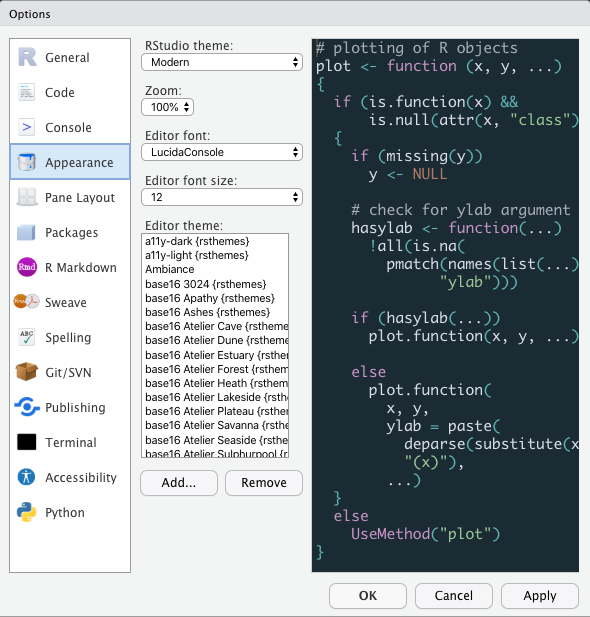 Options
General
Code
Console
Appearance
Pane Layout
Packages
Rmd R Markdown
Sweave
ABC Spelling
Git/SVN
Publishing
Terminal
Accessibility
Python
RStudio theme:
Modern
Zoom:
100%
Editor font:
LucidaConsole
Editor font size:
12
Editor theme:
a11y-dark {rsthemes}
a11y-light {rsthemes}
Ambiance
base16 3024 {rsthemes}
base16 Apathy {rsthemes}
base16 Ashes {rsthemes}
base16 Atelier Cave {rsthemes
base16 Atelier Dune {rstheme
base16 Atelier Estuary {rsthe
base16 Atelier Forest {rsthem
base16 Atelier Heath {rsthem
base16 Atelier Lakeside {rsth
base16 Atelier Plateau {rsthe
base16 Atelier Savanna {rsthe
base16 Atelier Seaside {rsthe
base16 Atelier Sulphurpool {r
Add...
Remove
# plotting of R objects
plot <- function (x, y, ...)
{
  if (is.function(x) &&
      is.null(attr(x, "class")
  {
    if (missing(y))
      y <- NULL
    # check for ylab argument
    hasylab <- function(...)
      !all(is.na(
        pmatch(names(list(...)
              "ylab")))
    if (hasylab(...))
      plot.function(x, y, ...)
    else
      plot.function(
        x, y,
        ylab = paste(
          deparse(substitute(x
          "(x)"),
        ...)
  }
  else
    UseMethod("plot")
}
OK
Cancel
Apply